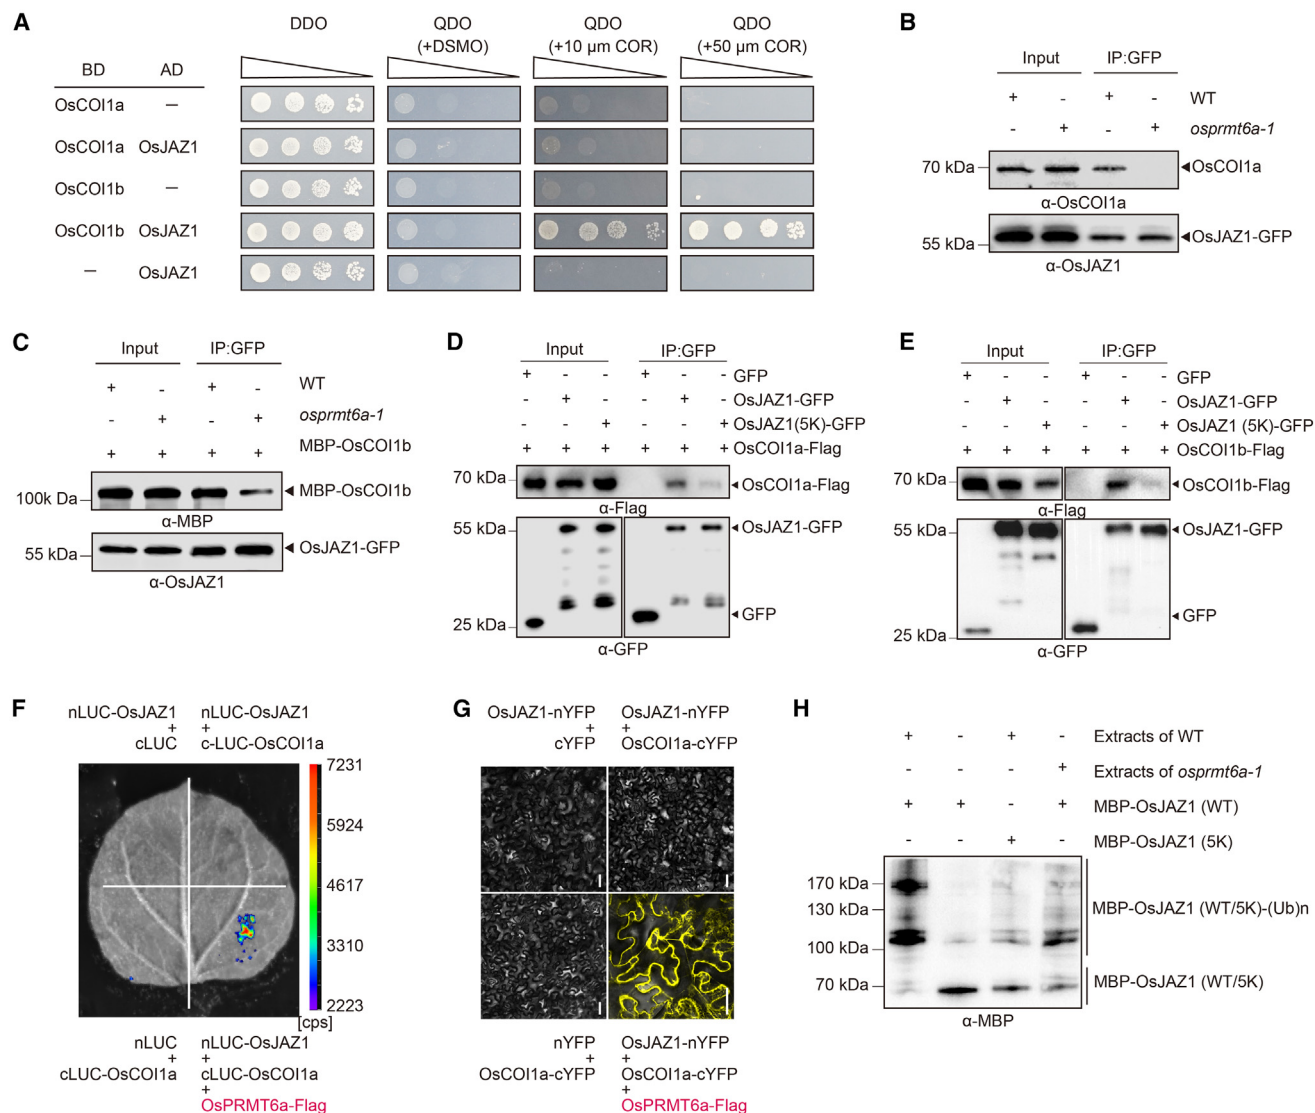 A
DDO QDO QDO QDO
(+DSMO) (+10 µm COR) (+50 µm COR)
BD AD
OsCOI1a —
OsCOI1a OsJAZ1
OsCOI1b —
OsCOI1b OsJAZ1
— OsJAZ1
B
Input IP:GFP
+ - + - WT
- + - + osprmt6a-1
70 kDa OsCOI1a
α-OsCOI1a
55 kDa OsJAZ1-GFP
α-OsJAZ1
C
Input IP:GFP
+ - + - WT
- + - + osprmt6a-1
+ + + + MBP-OsCOI1b
100k Da MBP-OsCOI1b
α-MBP
55 kDa OsJAZ1-GFP
α-OsJAZ1
D
Input IP:GFP
+ - - + - - GFP
- + - - + - OsJAZ1-GFP
- - + - - + OsJAZ1(5K)-GFP
+ + + + + + OsCOI1a-Flag
70 kDa OsCOI1a-Flag
α-Flag
55 kDa OsJAZ1-GFP
GFP
25 kDa
α-GFP
E
Input IP:GFP
+ - - + - - GFP
- + - - + - OsJAZ1-GFP
- - + - - + OsJAZ1 (5K)-GFP
+ + + + + + OsCOI1b-Flag
70 kDa OsCOI1b-Flag
α-Flag
55 kDa OsJAZ1-GFP
GFP
25 kDa
α-GFP
F
nLUC-OsJAZ1 nLUC-OsJAZ1
+ +
cLUC c-LUC-OsCOI1a
7231
5924
4617
3310
2223
[cps]
nLUC nLUC-OsJAZ1
+ +
cLUC-OsCOI1a cLUC-OsCOI1a
+
OsPRMT6a-Flag
G
OsJAZ1-nYFP OsJAZ1-nYFP
+ +
cYFP OsCOI1a-cYFP
nYFP OsJAZ1-nYFP
+ +
OsCOI1a-cYFP OsCOI1a-cYFP
+
OsPRMT6a-Flag
H
+ - + - Extracts of WT
- - - + Extracts of osprmt6a-1
+ + - + MBP-OsJAZ1 (WT)
- - + - MBP-OsJAZ1 (5K)
170 kDa
130 kDa MBP-OsJAZ1 (WT/5K)-(Ub)n
100 kDa
70 kDa MBP-OsJAZ1 (WT/5K)
α-MBP